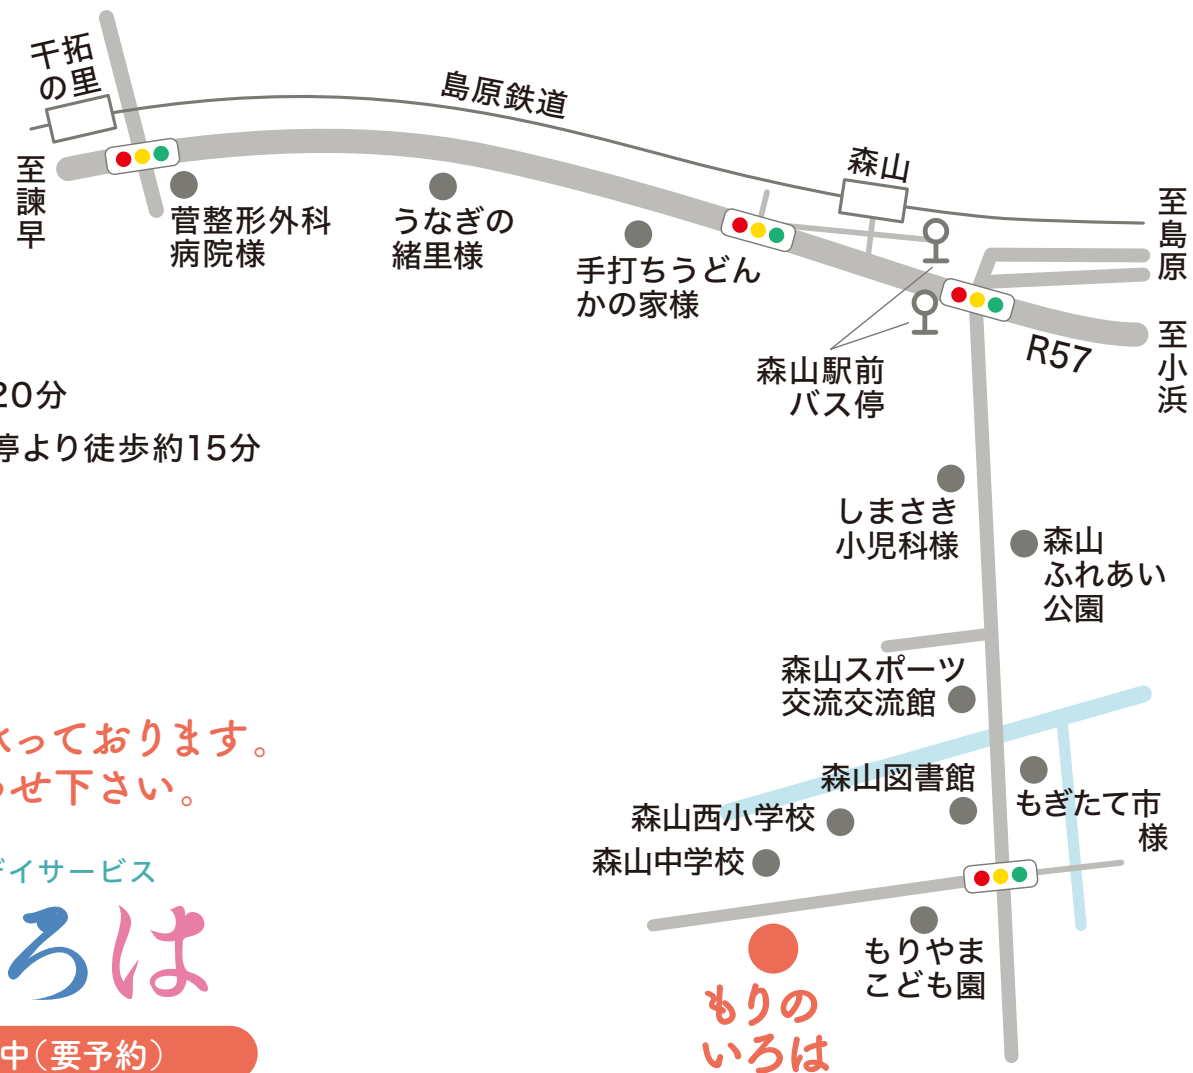 干拓
の里
島原鉄道
森山
至諫早
至島原
至小浜
菅整形外科
病院様
うなぎの
緒里様
手打ちうどん
かの家様
R57
森山駅前
バス停
20分
停より徒歩約15分
しまさき
小児科様
森山
ふれあい
公園
森山スポーツ
交流交流館
っております。
せ下さい。
森山図書館
もぎたて市
様
森山西小学校
森山中学校
デイサービス
ろは
もりやま
こども園
もりの
いろは
中(要予約)